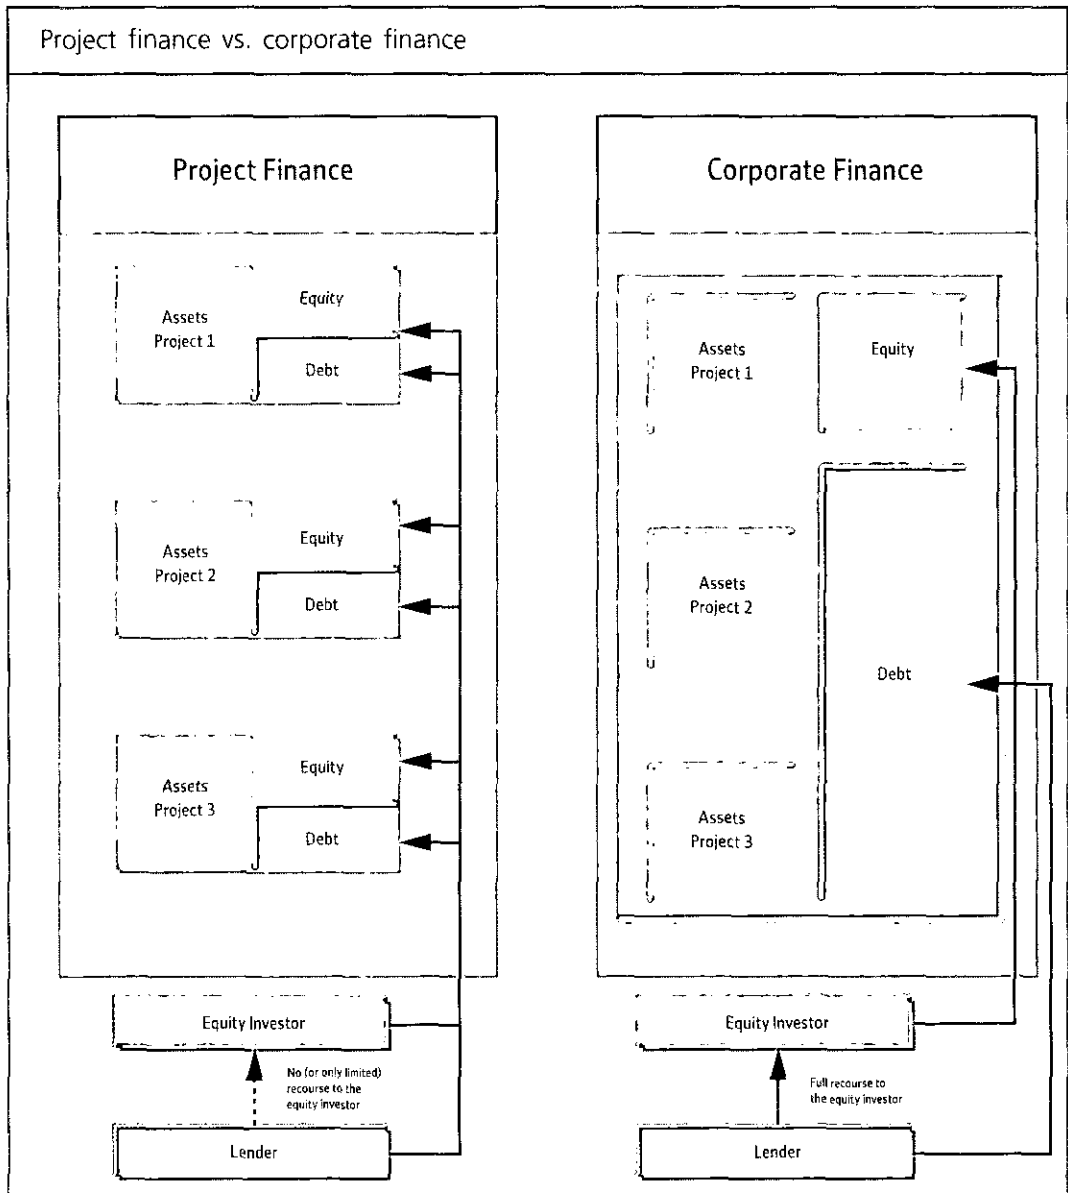 Project finance vs. corporate finance
Project Finance
Assets
Project 1
Equity
Debt
Assets
Project 2
Equity
Debt
Assets
Project 3
Equity
Debt
Equity Investor
No (or only limited)
recourse to the
equity investor
Lender
Corporate Finance
Assets
Project 1
Equity
Assets
Project 2
Debt
Assets
Project 3
Equity Investor
Full recourse to
the equity investor
Lender